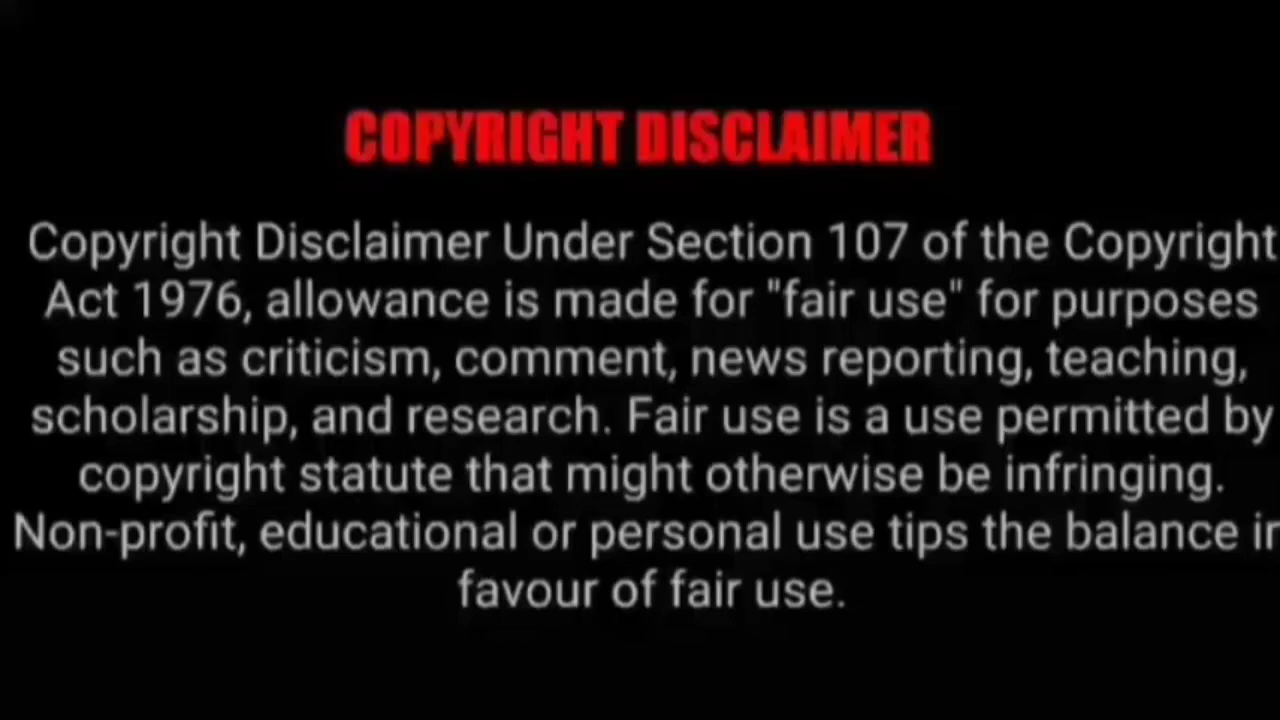 COPYRIGHT DISCLAIMER
Copyright Disclaimer Under Section 107 of the Copyright
Act 1976, allowance is made for "fair use" for purposes
such as criticism, comment, news reporting, teaching,
scholarship, and research. Fair use is a use permitted by
copyright statute that might otherwise be infringing.
Non-profit, educational or personal use tips the balance in
favour of fair use.